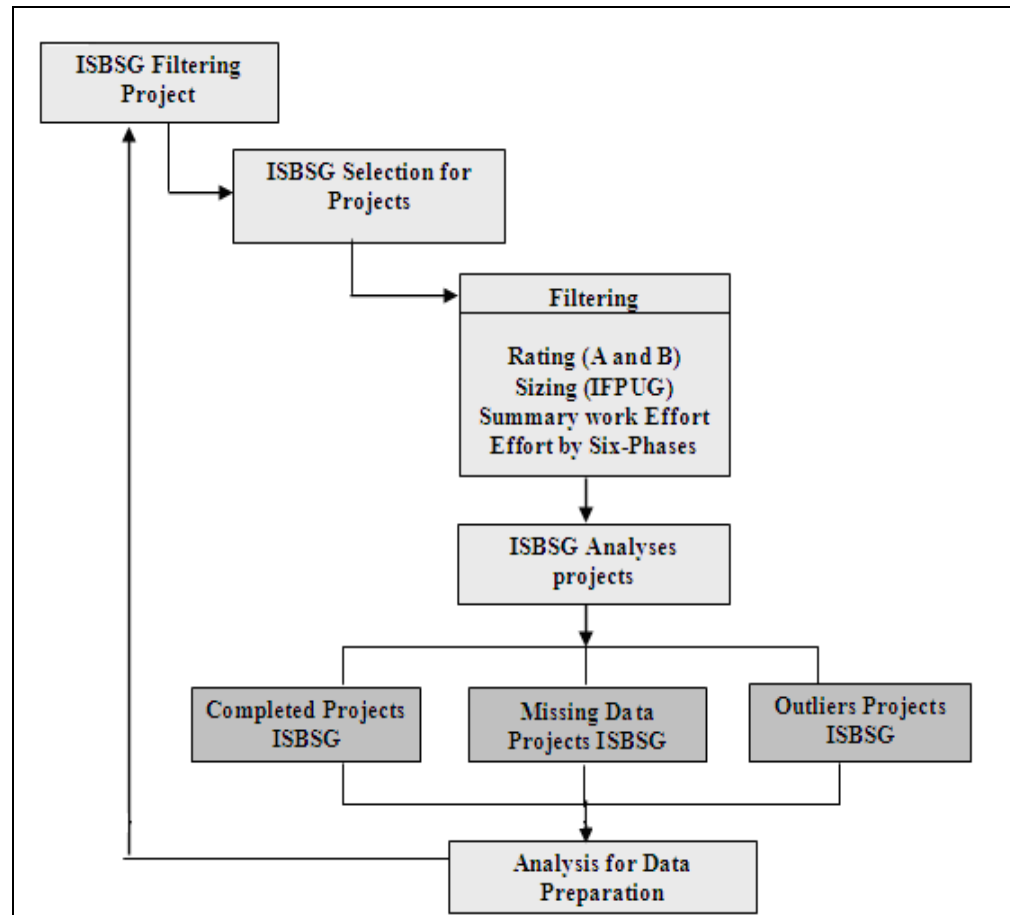 ISBSG Filtering
Project
ISBSG Selection for
Projects
Filtering
Rating (A and B)
Sizing (IFPUG)
Summary work Effort
Effort by Six-Phases
ISBSG Analyses
projects
Completed Projects
ISBSG
Missing Data
Projects ISBSG
Outliers Projects
ISBSG
Analysis for Data
Preparation